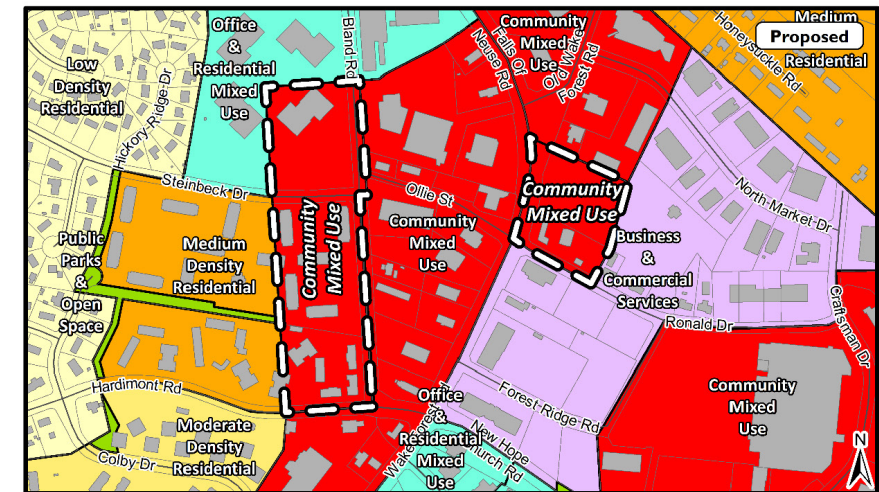 Proposed
Medium
Residential
Honeysuckle Rd
Office
&
Residential
Mixed
Use
Bland Rd
Community
Mixed
Use
Falls Of
Neuse Rd
Old Wake
Forest Rd
Low
Density
Residential
Hickory Ridge Dr
Steinbeck Dr
Ollie St
Community
Mixed Use
North Market Dr
Public
Parks
&
Open
Space
Medium
Density
Residential
Community
Mixed Use
Community
Mixed
Use
Business
&
Commercial
Services
Ronald Dr
Craftsman Dr
Hardimont Rd
Moderate
Density
Residential
Colby Dr
Office
&
Residential
Mixed
Use
Forest Ridge Rd
New Hope
Church Rd
Community
Mixed
Use
N